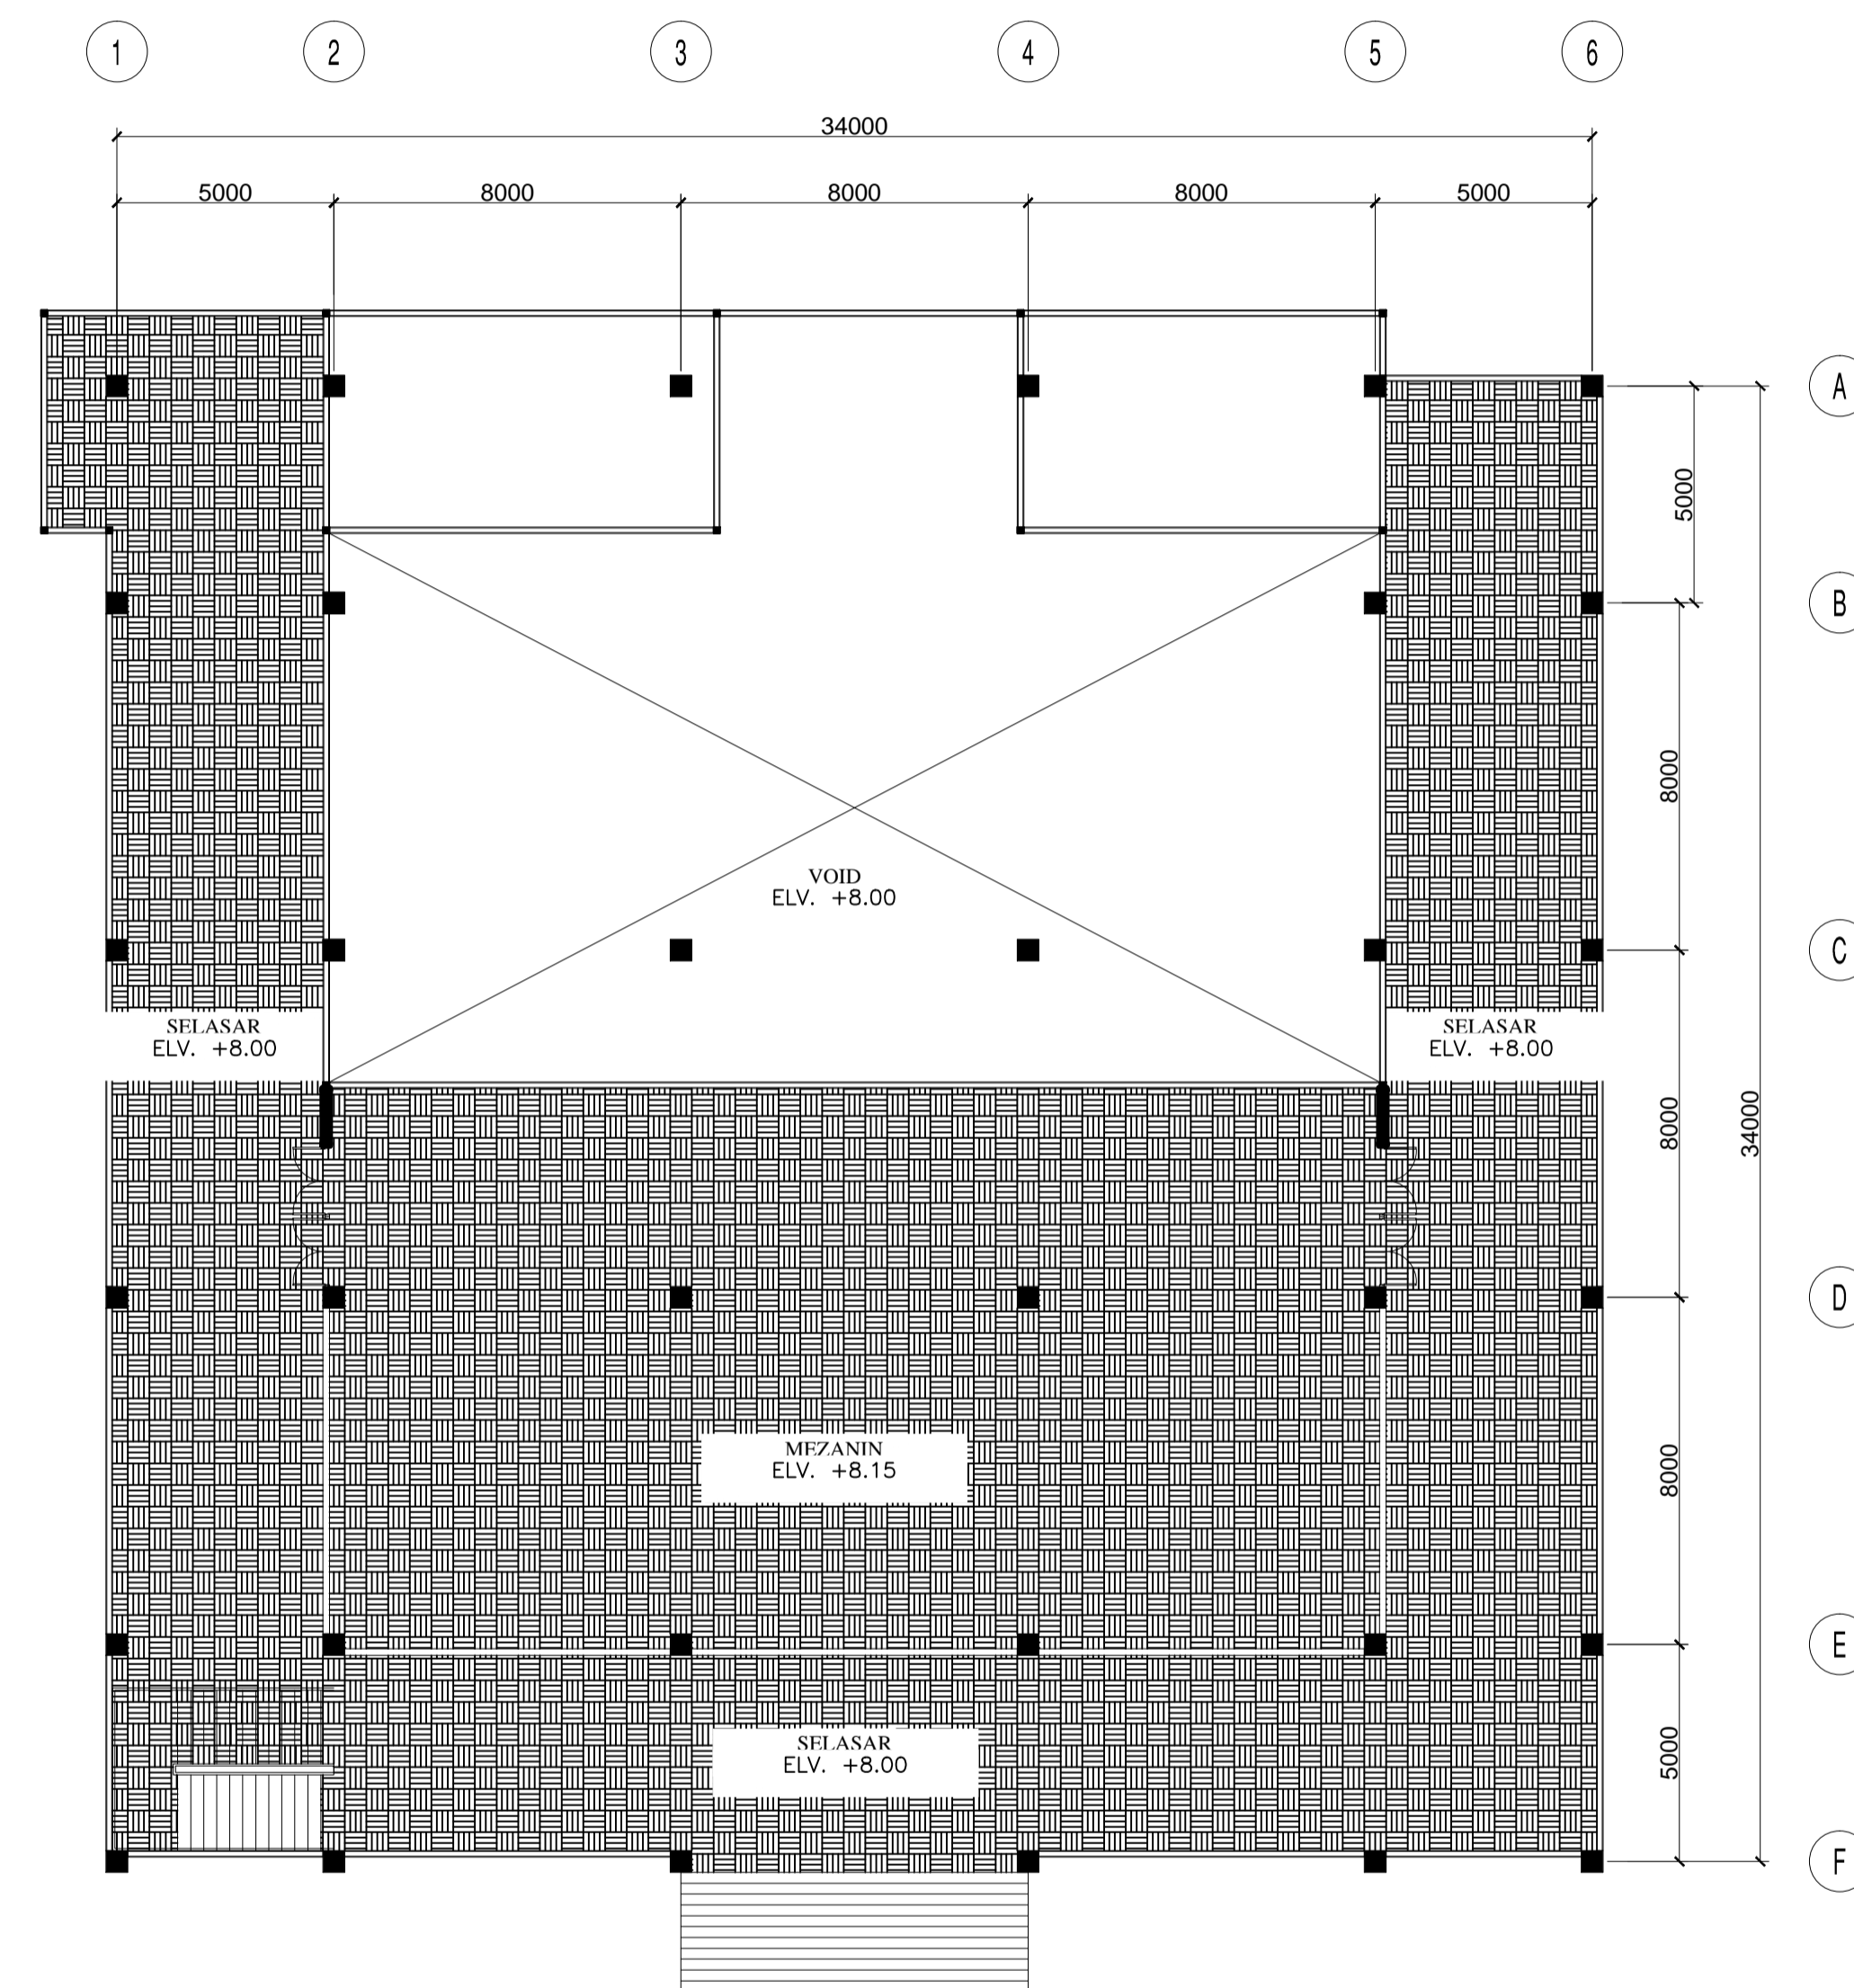 1 2 3 4 5 6
34000
5000 8000 8000 8000 5000
A
5000
B
8000
VOID
ELV. +8.00
C
SELASAR
ELV. +8.00
SELASAR
ELV. +8.00
8000
34000
D
MEZANIN
ELV. +8.15
8000
E
SELASAR
ELV. +8.00
5000
F